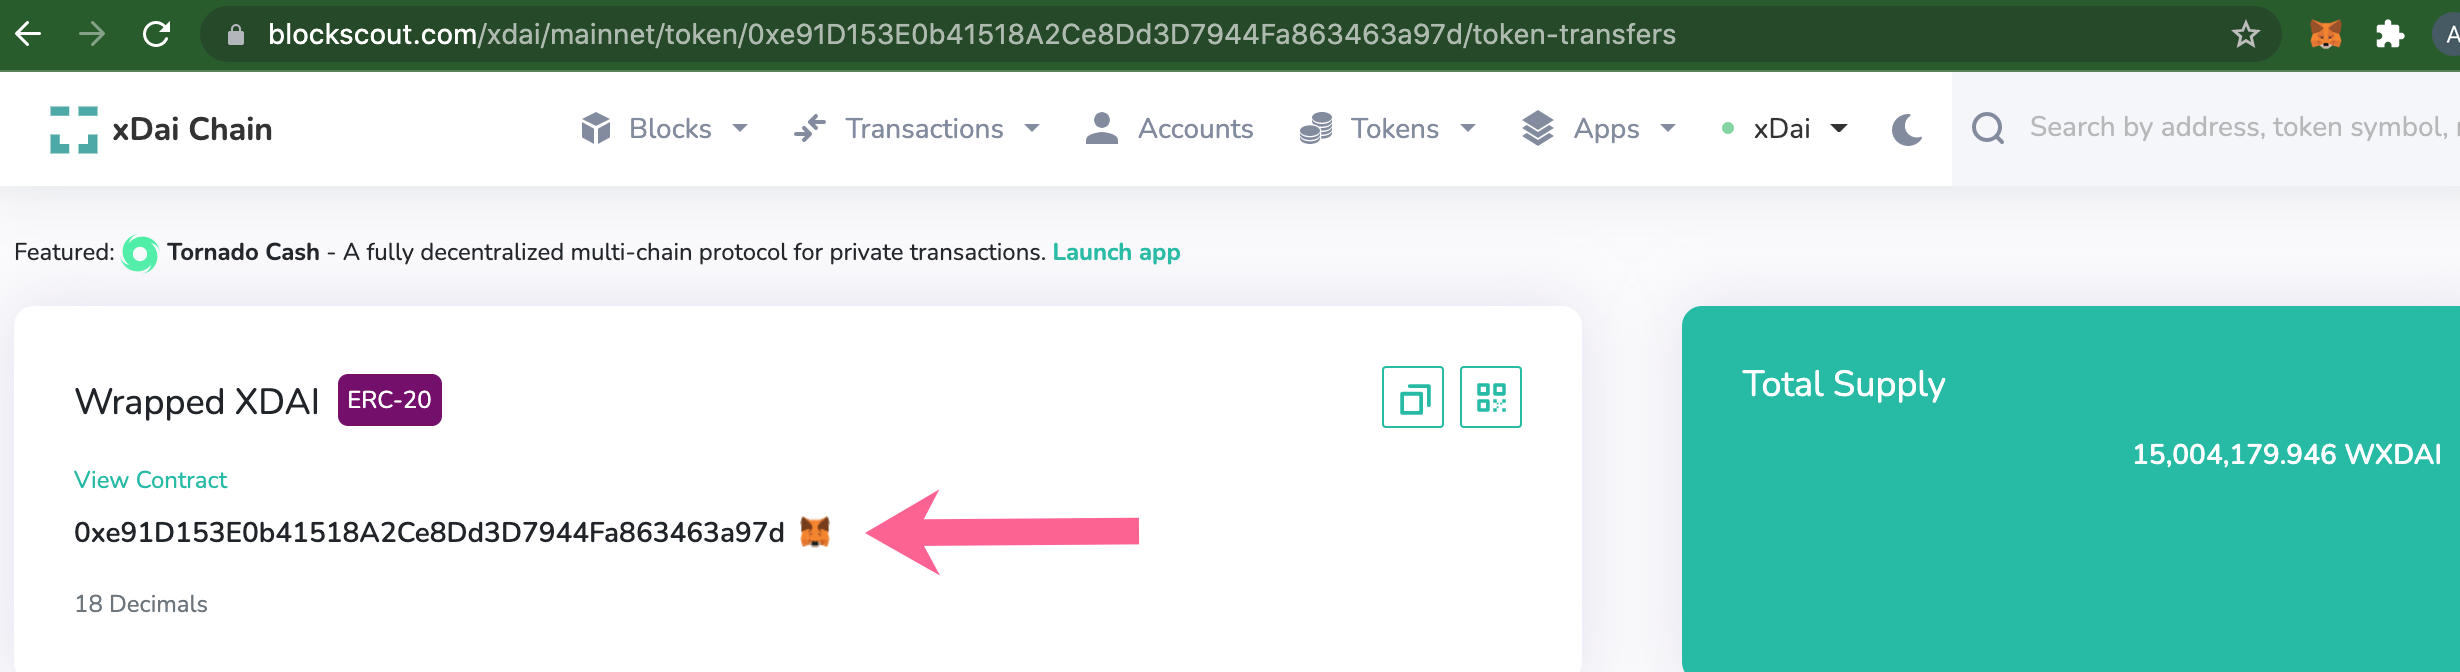 blockscout.com/xdai/mainnet/token/0xe91D153E0b41518A2Ce8Dd3D7944Fa863463a97d/token-transfers
A
xDai Chain
Blocks
Transactions
Accounts
Tokens
Apps
xDai
Search by address, token symbol,
Featured: Tornado Cash - A fully decentralized multi-chain protocol for private transactions. Launch app
Wrapped XDAI ERC-20
View Contract
0xe91D153E0b41518A2Ce8Dd3D7944Fa863463a97d
18 Decimals
Total Supply
15,004,179.946 WXDAI